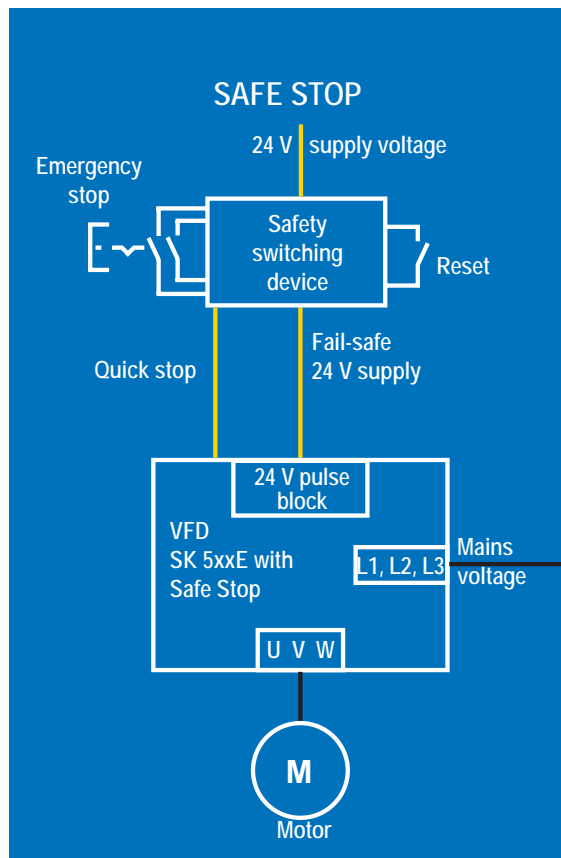 SAFE STOP
24 V supply voltage
Emergency
stop
Safety
switching
device
Reset
Quick stop
Fail-safe
24 V supply
24 V pulse
block
VFD
SK 5xxE with
Safe Stop
L1, L2, L3
Mains
voltage
U V W
M
Motor